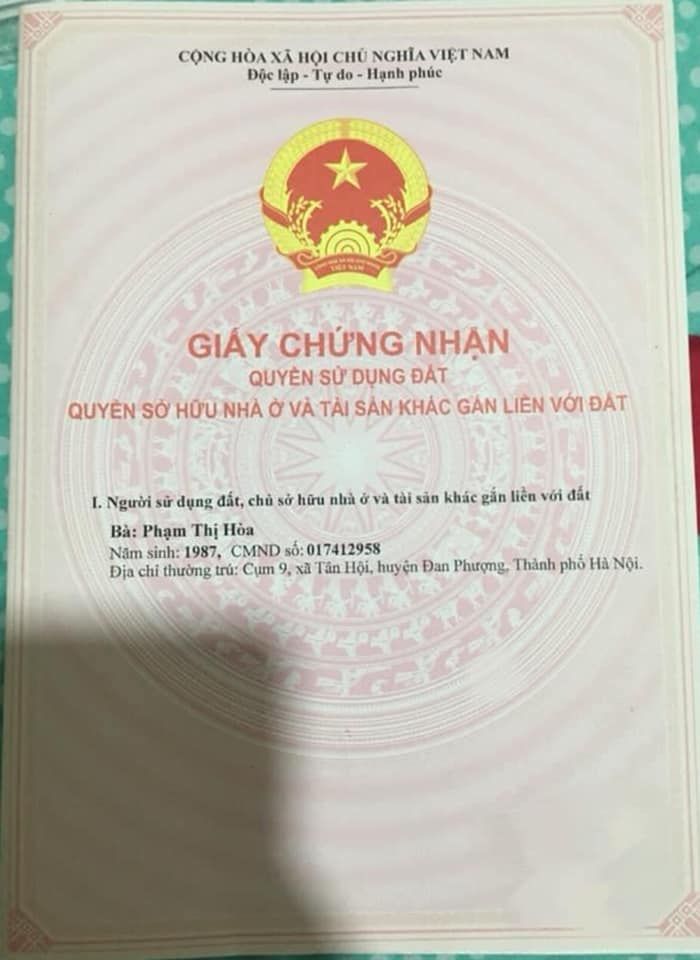 CỘNG HÒA XÃ HỘI CHỦ NGHĨA VIỆT NAM
Độc lập - Tự do - Hạnh phúc
VIỆT NAM
GIẤY CHỨNG NHẬN
QUYỀN SỬ DỤNG ĐẤT
QUYỀN SỞ HỮU NHÀ Ở VÀ TÀI SẢN KHÁC GẮN LIỀN VỚI ĐẤT
I. Người sử dụng đất, chủ sở hữu nhà ở và tài sản khác gắn liền với đất
Bà: Phạm Thị Hòa
Năm sinh: 1987, CMND số: 017412958
Địa chỉ thường trú: Cụm 9, xã Tân Hội, huyện Đan Phượng, Thành phố Hà Nội.